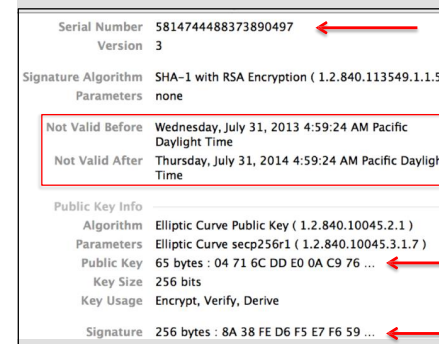 Serial Number 5814744488373890497
Version 3
Signature Algorithm SHA-1 with RSA Encryption ( 1.2.840.113549.1.1.5
Parameters none
Not Valid Before Wednesday, July 31, 2013 4:59:24 AM Pacific
Daylight Time
Not Valid After Thursday, July 31, 2014 4:59:24 AM Pacific Dayligh
Time
Public Key Info
Algorithm Elliptic Curve Public Key ( 1.2.840.10045.2.1 )
Parameters Elliptic Curve secp256r1 ( 1.2.840.10045.3.1.7 )
Public Key 65 bytes : 04 71 6C DD E0 0A C9 76 ...
Key Size 256 bits
Key Usage Encrypt, Verify, Derive
Signature 256 bytes : 8A 38 FE D6 F5 E7 F6 59 ...